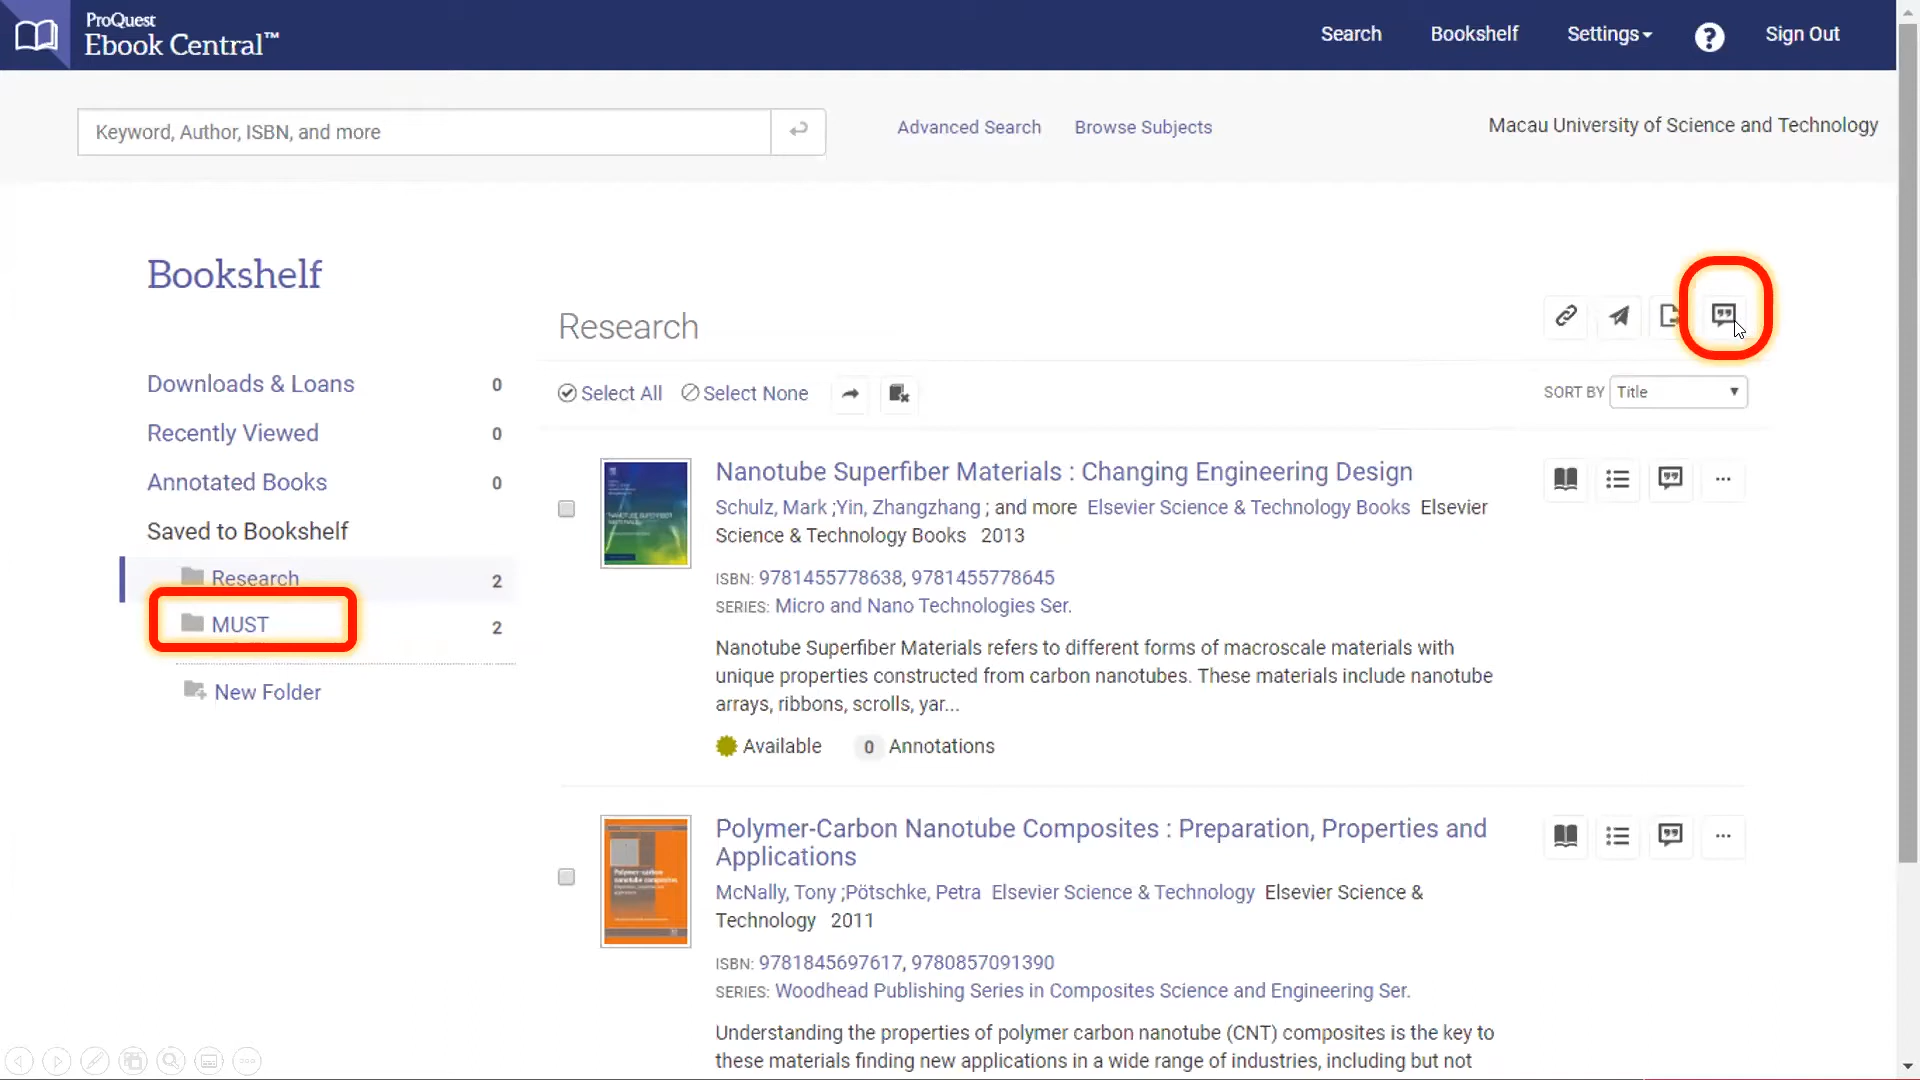 ProQuest
Ebook Central™
Search
Bookshelf
Settings
?
Sign Out
Keyword, Author, ISBN, and more
Advanced Search
Browse Subjects
Macau University of Science and Technology
Bookshelf
Downloads & Loans 0
Recently Viewed 0
Annotated Books 0
Saved to Bookshelf
Research 2
MUST 2
New Folder
Research
Select All
Select None
SORT BY Title
Nanotube Superfiber Materials : Changing Engineering Design
Schulz, Mark ;Yin, Zhangzhang ; and more Elsevier Science & Technology Books Elsevier
Science & Technology Books 2013
ISBN: 9781455778638, 9781455778645
SERIES: Micro and Nano Technologies Ser.
Nanotube Superfiber Materials refers to different forms of macroscale materials with
unique properties constructed from carbon nanotubes. These materials include nanotube
arrays, ribbons, scrolls, yar...
Available 0 Annotations
Polymer-Carbon Nanotube Composites : Preparation, Properties and
Applications
McNally, Tony ;Pötschke, Petra Elsevier Science & Technology Elsevier Science &
Technology 2011
ISBN: 9781845697617, 9780857091390
SERIES: Woodhead Publishing Series in Composites Science and Engineering Ser.
Understanding the properties of polymer carbon nanotube (CNT) composites is the key to
these materials finding new applications in a wide range of industries, including but not